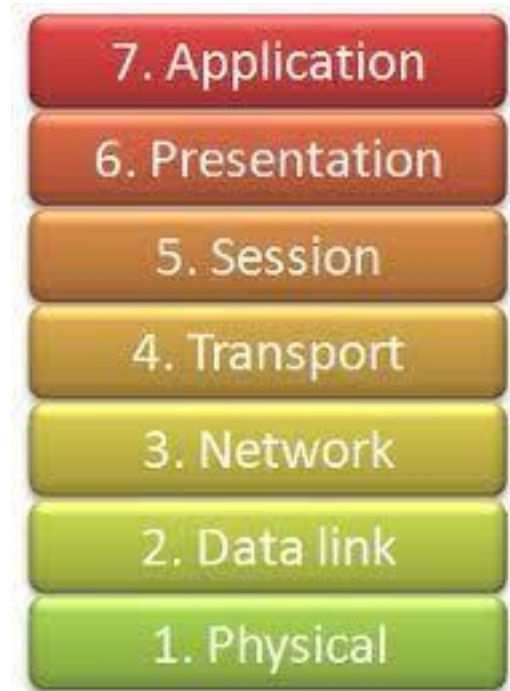 7. Application
6. Presentation
5. Session
4. Transport
3. Network
2. Data link
1. Physical